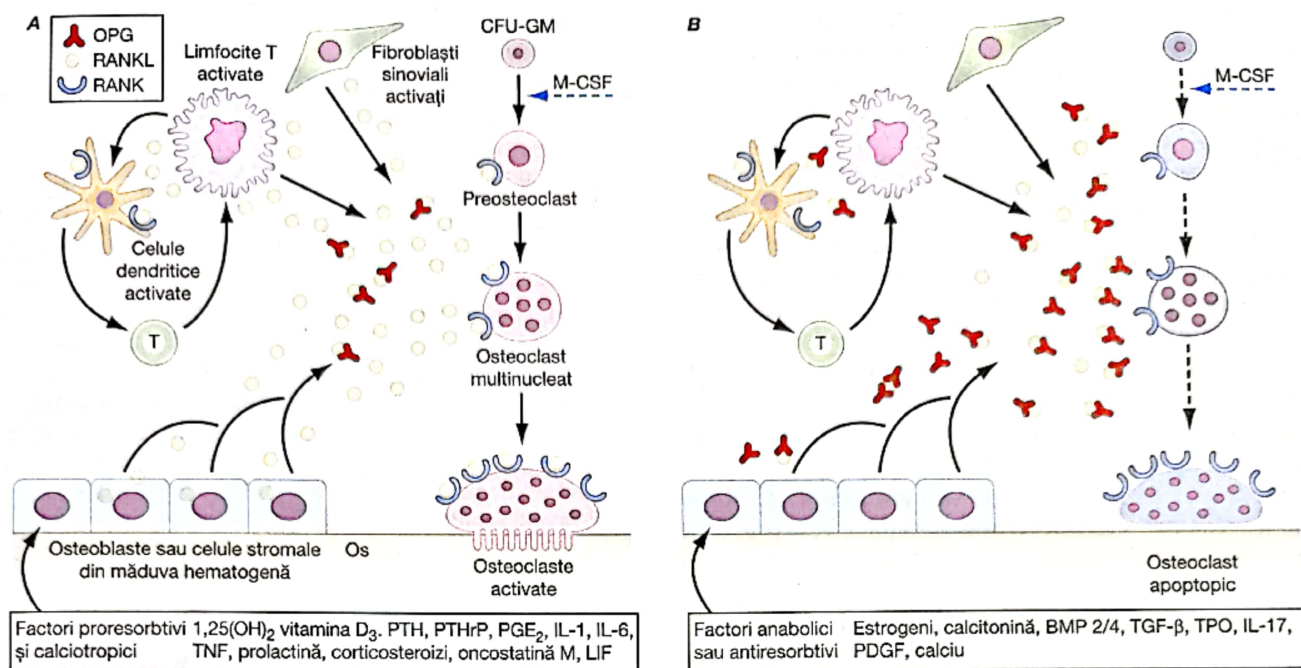 A
OPG
RANKL
RANK
Limfocite T
activate
Fibroblaști
sinoviali
activați
CFU-GM
M-CSF
Preosteoclast
Celule
dendritice
activate
T
Osteoclast
multinucleat
Osteoblaste sau celule stromale
din măduva hematogenă
Os
Osteoclaste
activate
Factori proresorbtivi
și calciotropici
1,25(OH)₂ vitamina D₃. PTH, PTHrP, PGE₂, IL-1, IL-6,
TNF, prolactină, corticosteroizi, oncostatină M, LIF
B
M-CSF
T
Osteoclast
apoptopic
Factori anabolici
sau antiresorbtivi
Estrogeni, calcitonină, BMP 2/4, TGF-β, TPO, IL-17,
PDGF, calciu